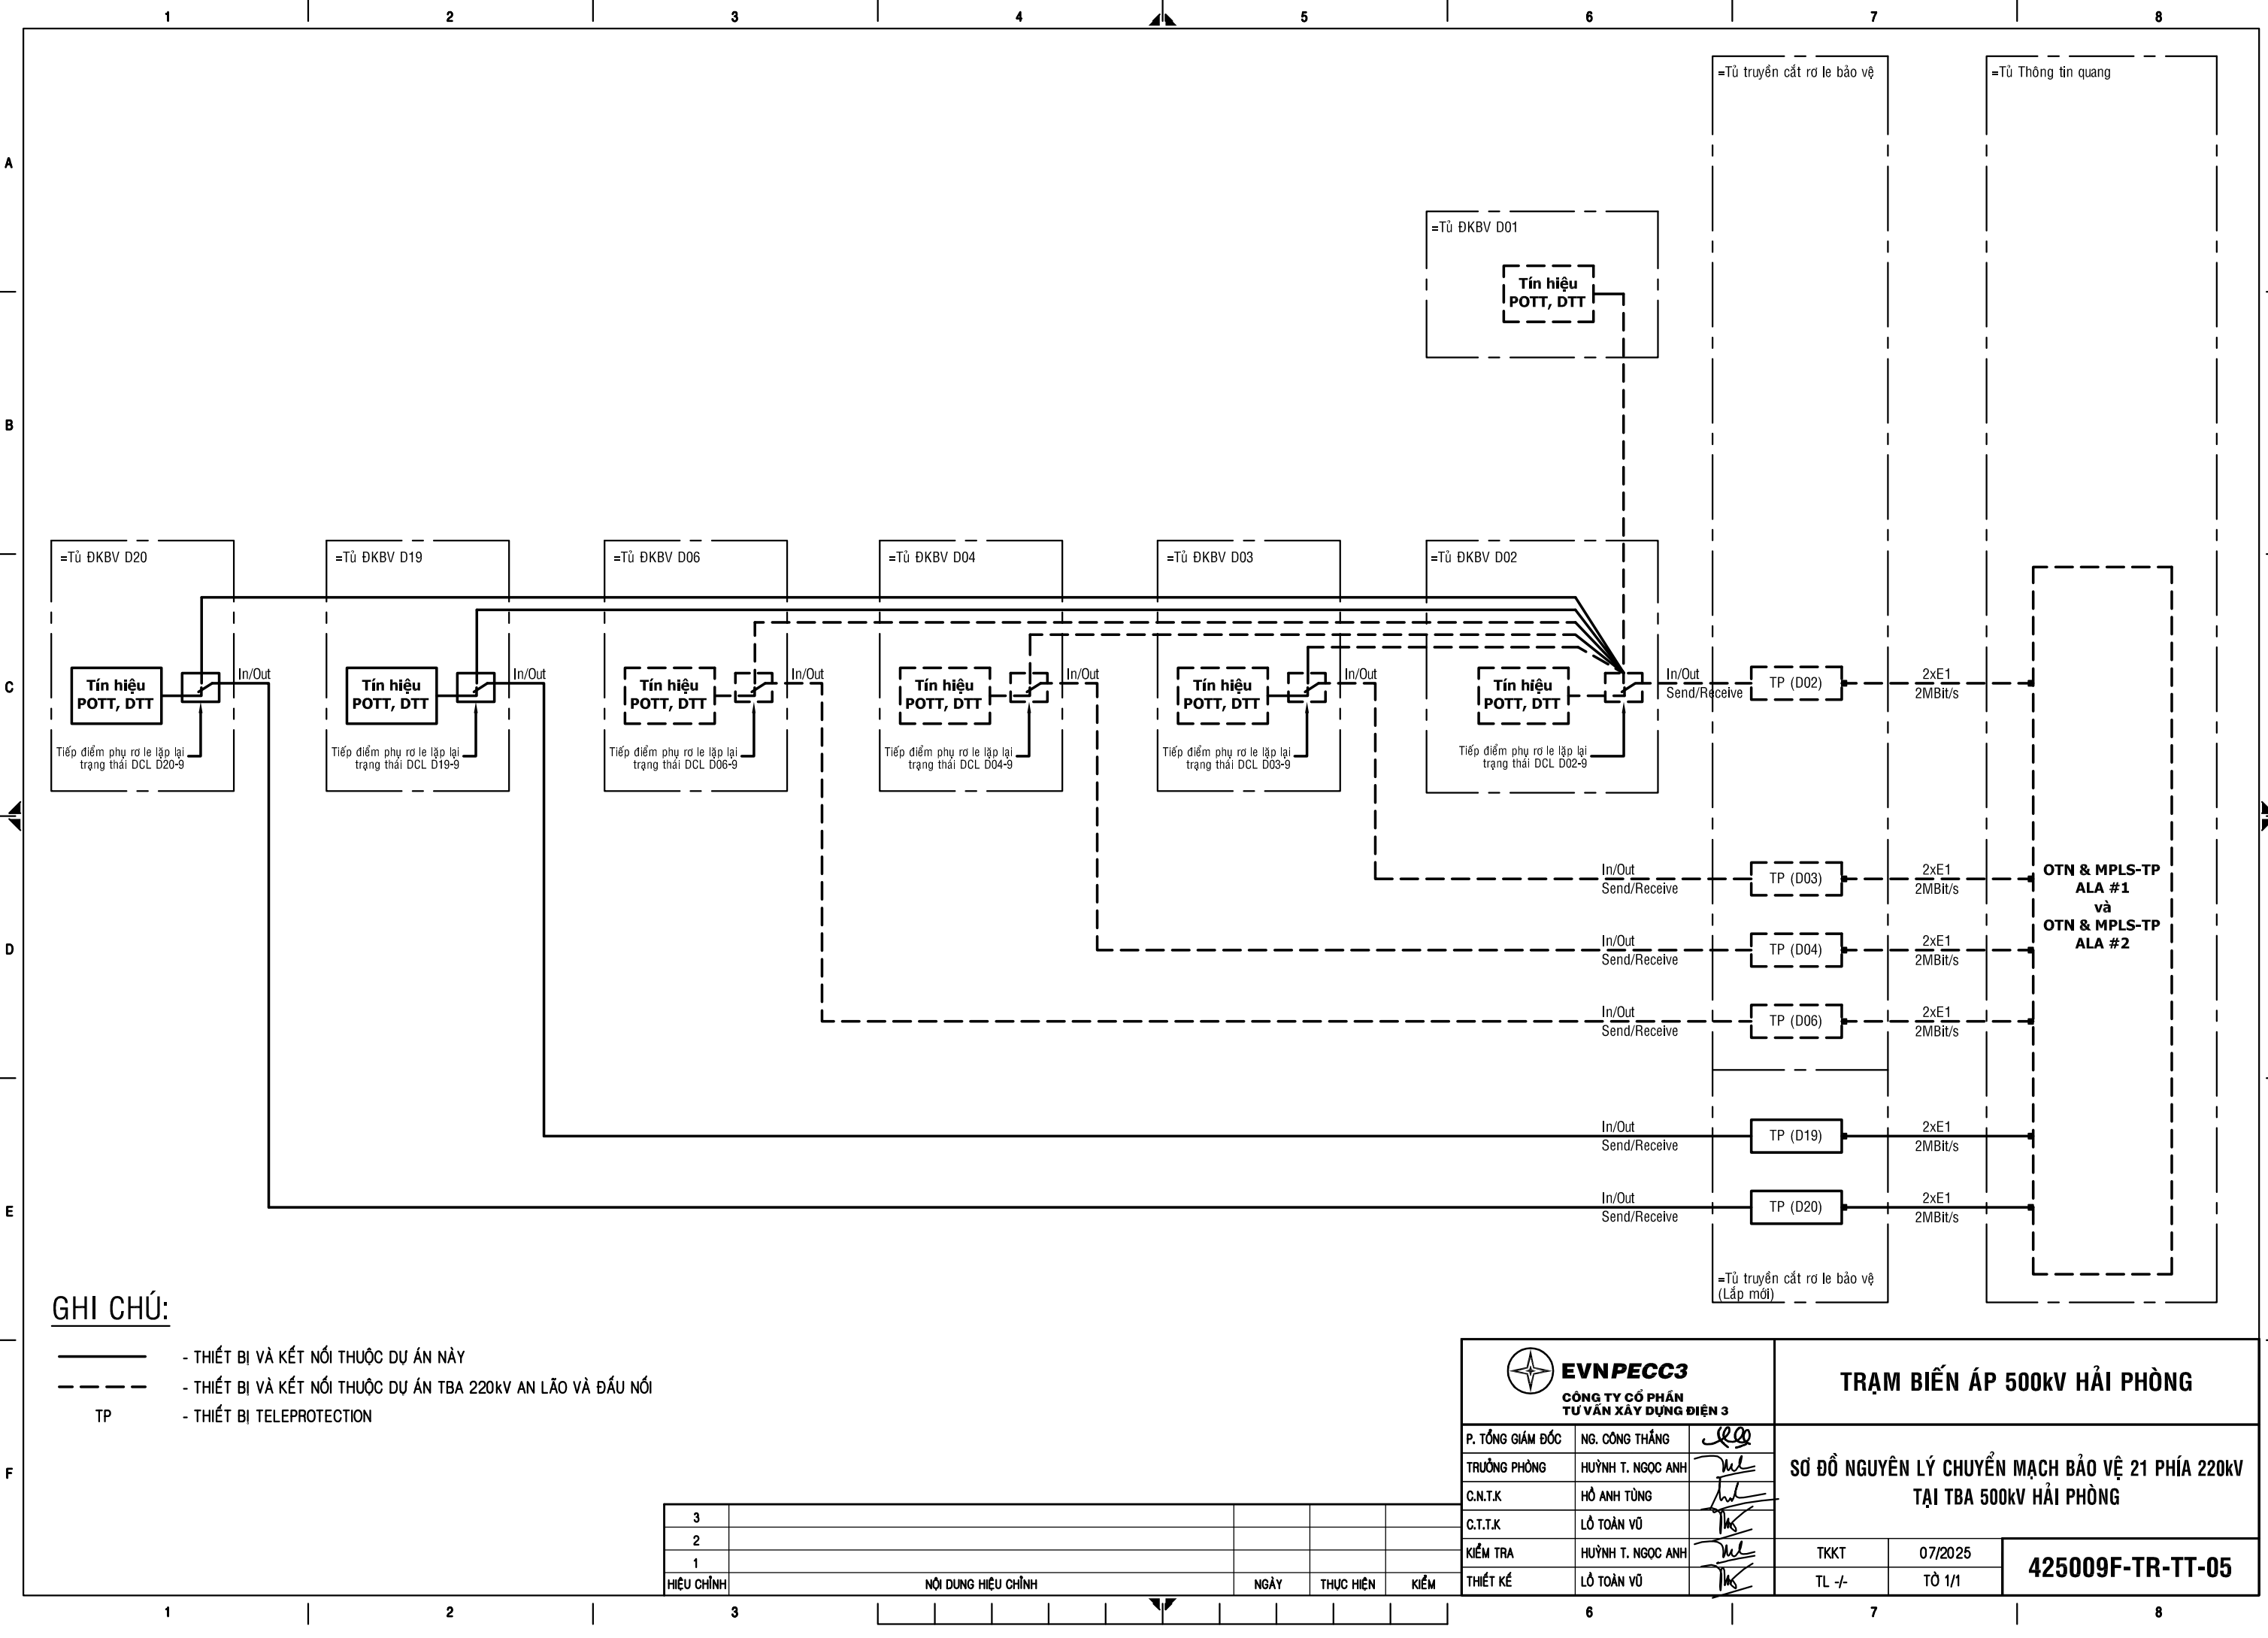 1 2 3 4 5 6 7 8
=Tủ truyền cắt rơ le bảo vệ
=Tủ Thông tin quang
A
=Tủ ĐKBV D01
Tín hiệu
POTT, DTT
B
=Tủ ĐKBV D20
=Tủ ĐKBV D19
=Tủ ĐKBV D06
=Tủ ĐKBV D04
=Tủ ĐKBV D03
=Tủ ĐKBV D02
C
Tín hiệu
POTT, DTT
In/Out
Tiếp điểm phụ rơ le lặp lại
trạng thái DCL D20-9
Tín hiệu
POTT, DTT
In/Out
Tiếp điểm phụ rơ le lặp lại
trạng thái DCL D19-9
Tín hiệu
POTT, DTT
In/Out
Tiếp điểm phụ rơ le lặp lại
trạng thái DCL D06-9
Tín hiệu
POTT, DTT
In/Out
Tiếp điểm phụ rơ le lặp lại
trạng thái DCL D04-9
Tín hiệu
POTT, DTT
In/Out
Tiếp điểm phụ rơ le lặp lại
trạng thái DCL D03-9
Tín hiệu
POTT, DTT
In/Out
Send/Receive
Tiếp điểm phụ rơ le lặp lại
trạng thái DCL D02-9
TP (D02)
2xE1
2MBit/s
In/Out
Send/Receive
TP (D03)
2xE1
2MBit/s
OTN & MPLS-TP
ALA #1
và
OTN & MPLS-TP
ALA #2
D
In/Out
Send/Receive
TP (D04)
2xE1
2MBit/s
In/Out
Send/Receive
TP (D06)
2xE1
2MBit/s
In/Out
Send/Receive
TP (D19)
2xE1
2MBit/s
E
In/Out
Send/Receive
TP (D20)
2xE1
2MBit/s
=Tủ truyền cắt rơ le bảo vệ
(Lắp mới)
GHI CHÚ:
- THIẾT BỊ VÀ KẾT NỐI THUỘC DỰ ÁN NÀY
- THIẾT BỊ VÀ KẾT NỐI THUỘC DỰ ÁN TBA 220kV AN LÃO VÀ ĐẤU NỐI
TP - THIẾT BỊ TELEPROTECTION
F
EVNPECC3
CÔNG TY CỔ PHẦN
TƯ VẤN XÂY DỰNG ĐIỆN 3
TRẠM BIẾN ÁP 500kV HẢI PHÒNG
P. TỔNG GIÁM ĐỐC NG. CÔNG THẮNG
TRƯỞNG PHÒNG HUỲNH T. NGỌC ANH
C.N.T.K HỒ ANH TÙNG
C.T.T.K LỒ TOÀN VŨ
KIỂM TRA HUỲNH T. NGỌC ANH
THIẾT KẾ LỒ TOÀN VŨ
SƠ ĐỒ NGUYÊN LÝ CHUYỂN MẠCH BẢO VỆ 21 PHÍA 220kV
TẠI TBA 500kV HẢI PHÒNG
TKKT 07/2025
TL -/- TỜ 1/1
425009F-TR-TT-05
3
2
1
HIỆU CHỈNH NỘI DUNG HIỆU CHỈNH NGÀY THỰC HIỆN KIỂM
1 2 3 6 7 8